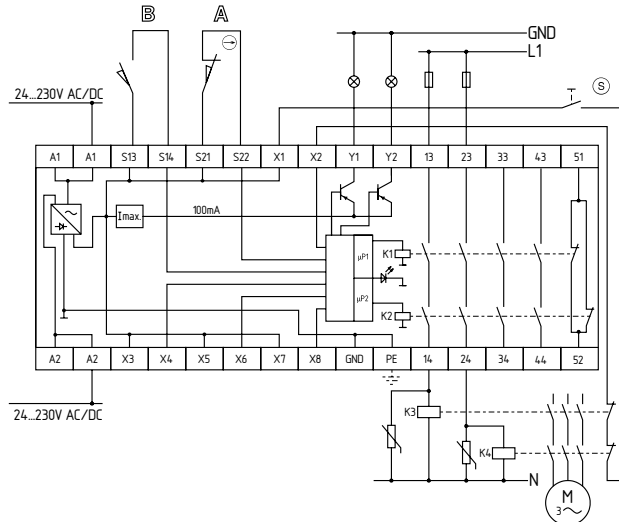 B A
GND
L1
S
24...230V AC/DC
A1 A1 S13 S14 S21 S22 X1 X2 Y1 Y2 13 23 33 43 51
Imax. 100mA
µP1 K1
µP2 K2
A2 A2 X3 X4 X5 X6 X7 X8 GND PE 14 24 34 44 52
24...230V AC/DC
K3
K4
N
M
3